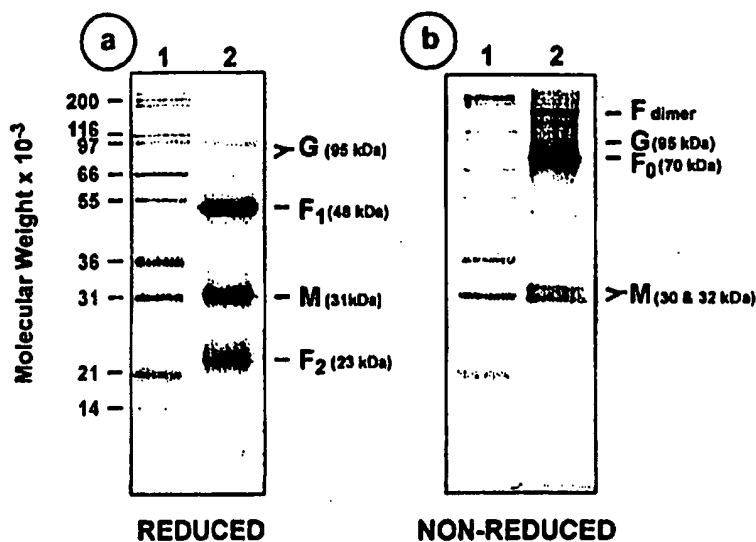 a
1 2
Molecular Weight x 10-3
200
116
97
66
55
36
31
21
14
G (95 kDa)
F1 (48 kDa)
M (31kDa)
F2 (23 kDa)
REDUCED
b
1 2
F dimer
G (95 kDa)
F0 (70 kDa)
M (30 & 32 kDa)
NON-REDUCED